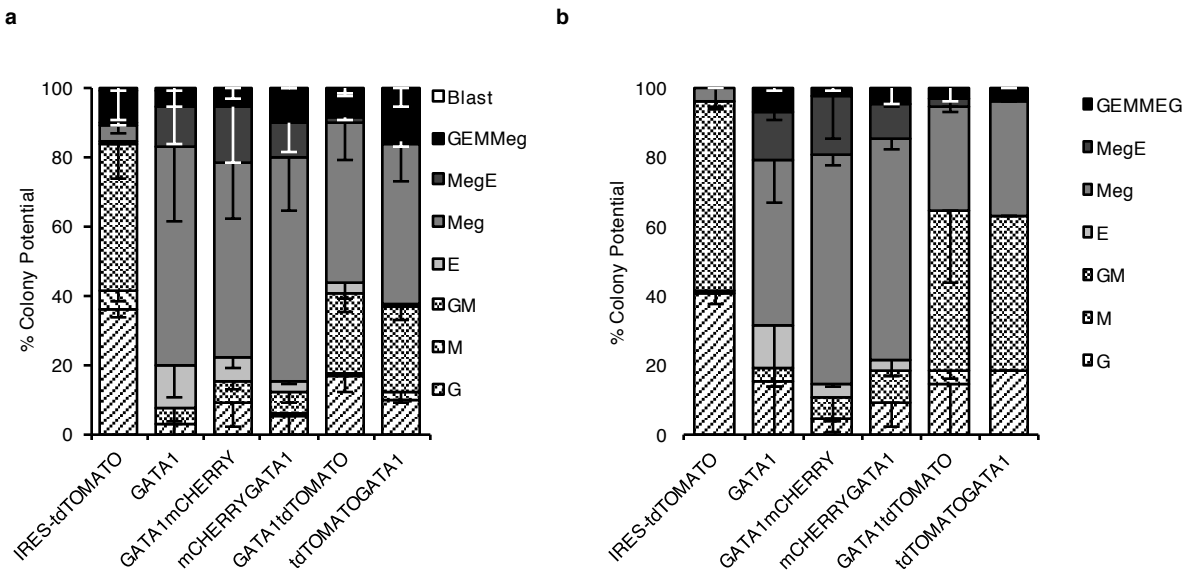 a
% Colony Potential
100
80
60
40
20
0
IRES-tdTOMATO
GATA1
GATA1mCHERRY
mCHERRYGATA1
GATA1tdTOMATO
tdTOMATOGATA1
Blast
GEMMeg
MegE
Meg
E
GM
M
G
b
% Colony Potential
100
80
60
40
20
0
IRES-tdTOMATO
GATA1
GATA1mCHERRY
mCHERRYGATA1
GATA1tdTOMATO
tdTOMATOGATA1
GEMMEG
MegE
Meg
E
GM
M
G